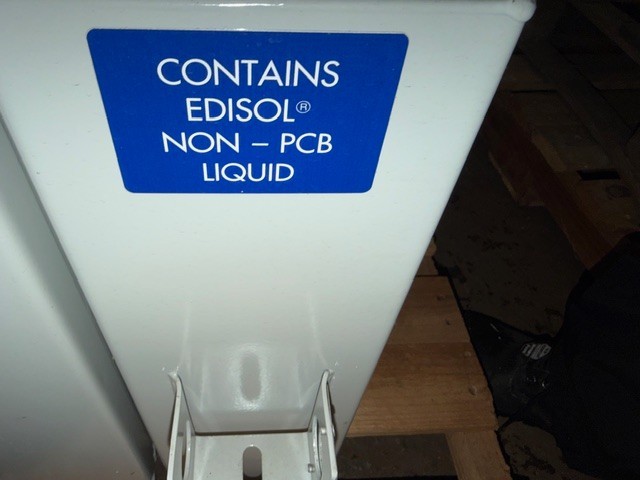 CONTAINS
EDISOL®
NON – PCB
LIQUID